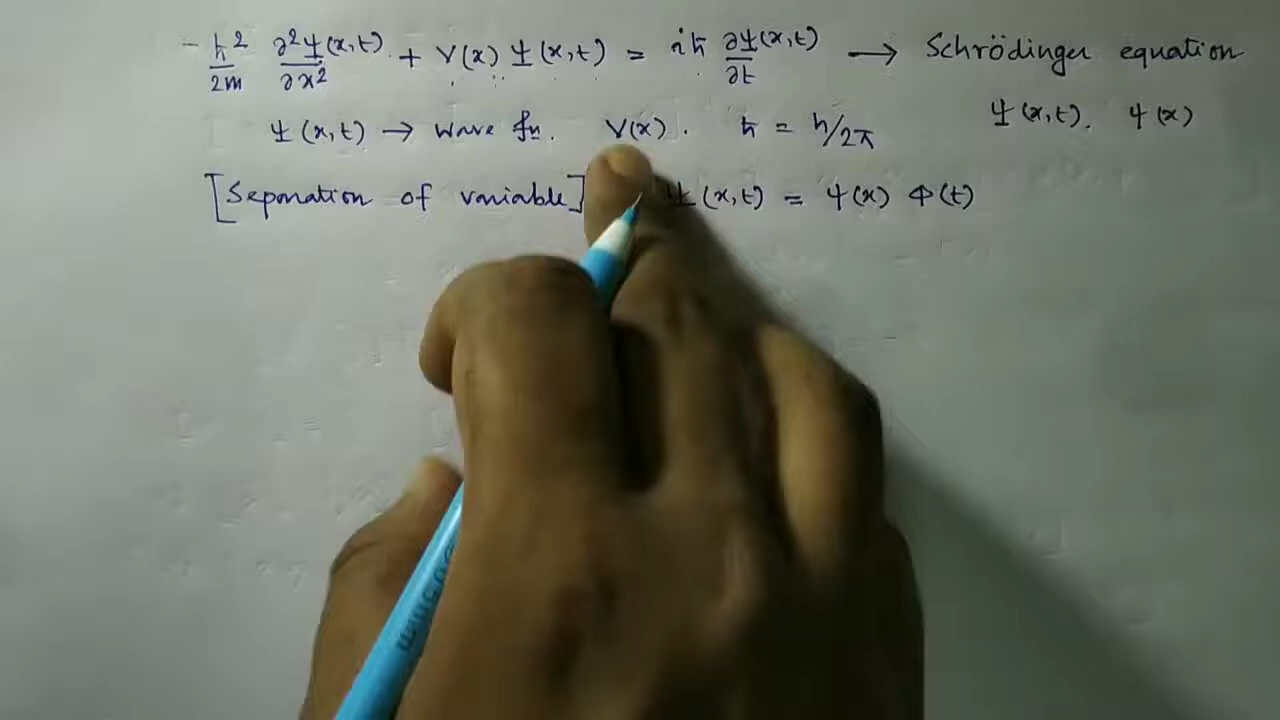 - ħ²/2m ∂²Ψ(x,t)/∂x² + V(x) Ψ(x,t) = iħ ∂Ψ(x,t)/∂t → Schrödinger equation
Ψ(x,t) → Wave fn. V(x). ħ = h/2π Ψ(x,t). ψ(x)
[Separation of variable] Ψ(x,t) = ψ(x) Φ(t)